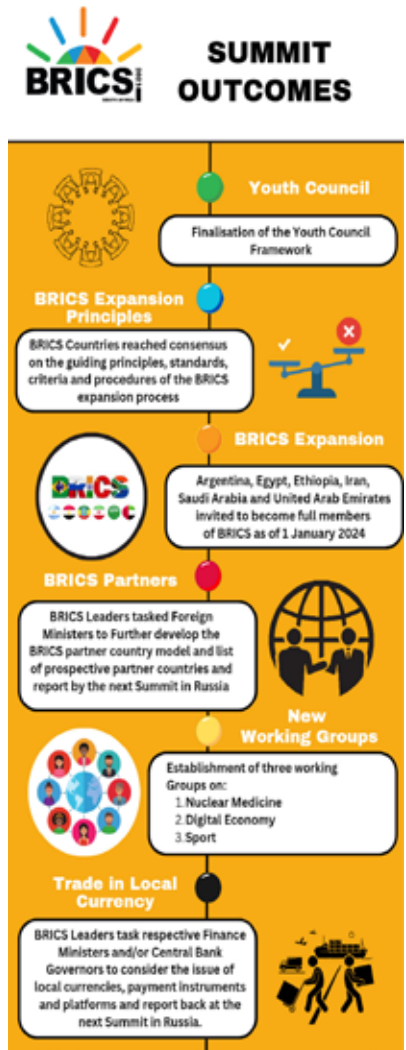 SUMMIT
OUTCOMES
BRICS
Youth Council
Finalisation of the Youth Council
Framework
BRICS Expansion
Principles
BRICS Countries reached consensus
on the guiding principles, standards,
criteria and procedures of the BRICS
expansion process
BRICS Expansion
BRICS
Argentina, Egypt, Ethiopia, Iran,
Saudi Arabia and United Arab Emirates
invited to become full members
of BRICS as of 1 January 2024
BRICS Partners
BRICS Leaders tasked Foreign
Ministers to Further develop the
BRICS partner country model and list
of prospective partner countries and
report by the next Summit in Russia
New
Working Groups
Establishment of three working
Groups on:
1. Nuclear Medicine
2. Digital Economy
3. Sport
Trade in Local
Currency
BRICS Leaders task respective Finance
Ministers and/or Central Bank
Governors to consider the issue of
local currencies, payment instruments
and platforms and report back at the
next Summit in Russia.